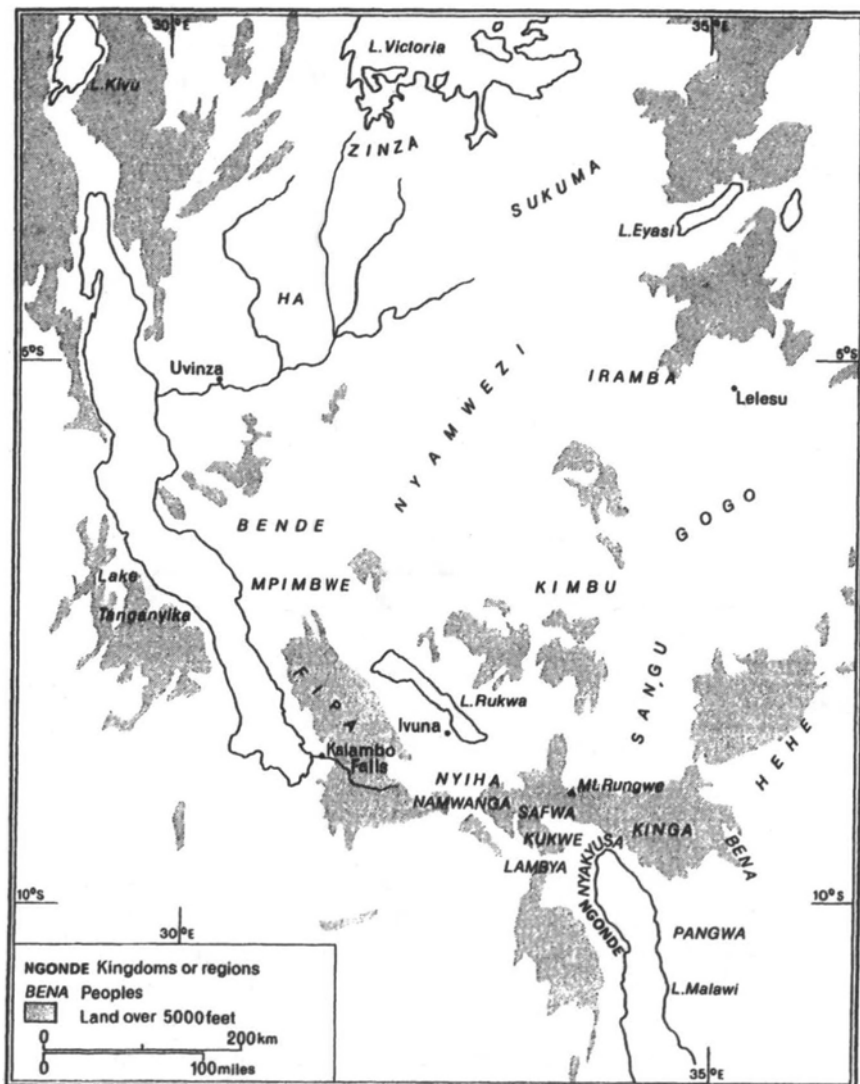 30°E
35°E
L.Victoria
L.Kivu
ZINZA
SUKUMA
L.Eyasi
HA
5°S
5°S
Uvinza
IRAMBA
Lelesu
NYAMWEZI
GOGO
BENDE
MPIMBWE
KIMBU
Lake
Tanganyika
FIPA
L.Rukwa
SANGU
Ivuna
HEHE
Kalambo
Falls
NYIHA
Mt.Rungwe
NAMWANGA
SAFWA
KINGA
KUKWE
BENA
NYAKYUSA
LAMBYA
10°S
10°S
NGONDE
PANGWA
30°E
L.Malawi
NGONDE Kingdoms or regions
BENA Peoples
Land over 5000feet
0 200km
0 100miles
35°E